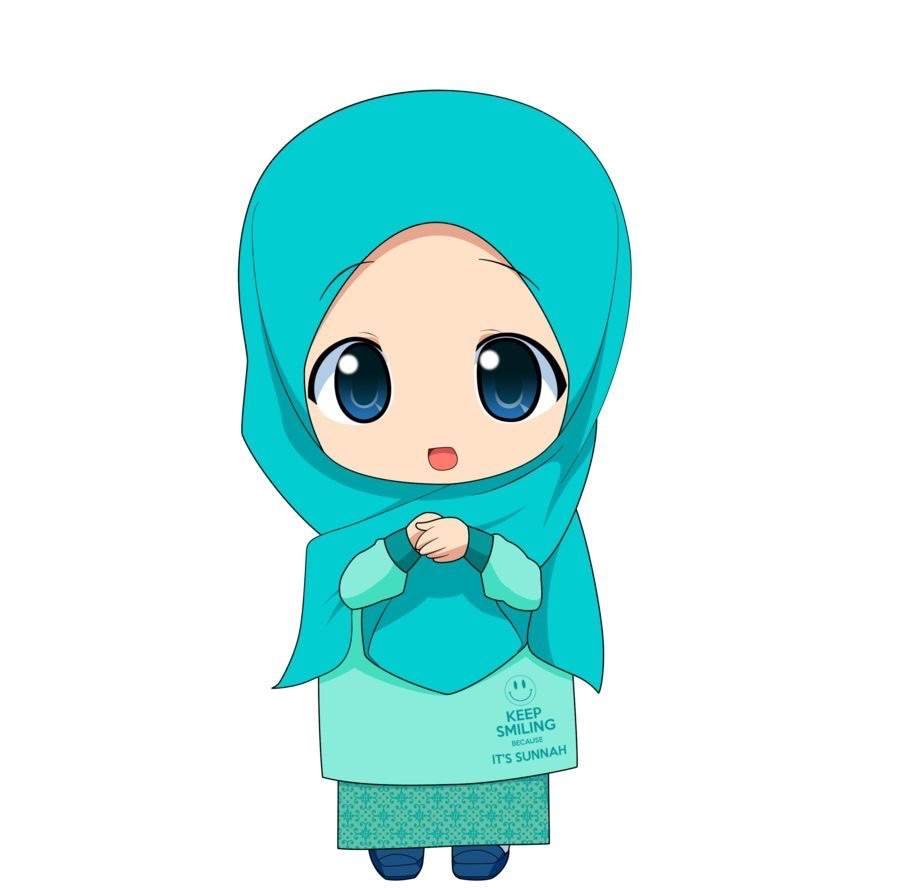 KEEP
SMILING
BECAUSE
IT'S SUNNAH